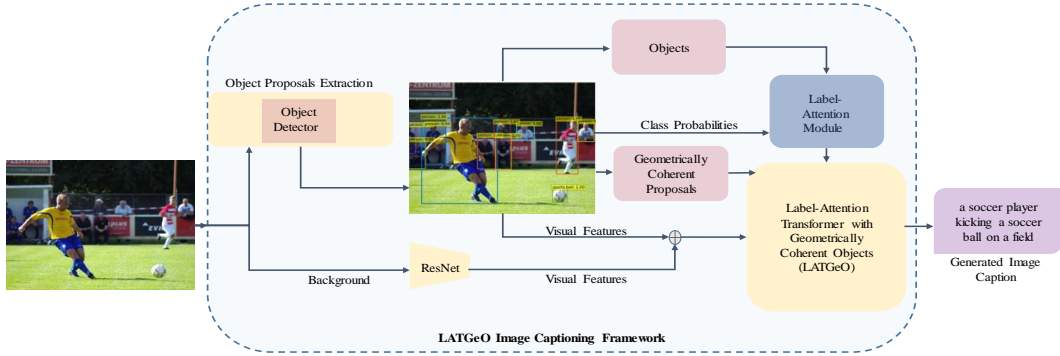 Object Proposals Extraction
Object
Detector
Objects
Label-
Attention
Module
Class Probabilities
Geometrically
Coherent
Proposals
Visual Features
ResNet
Background
Visual Features
Label-Attention
Transformer with
Geometrically
Coherent Objects
(LATGeO)
a soccer player
kicking a soccer
ball on a field
Generated Image
Caption
LATGeO Image Captioning Framework